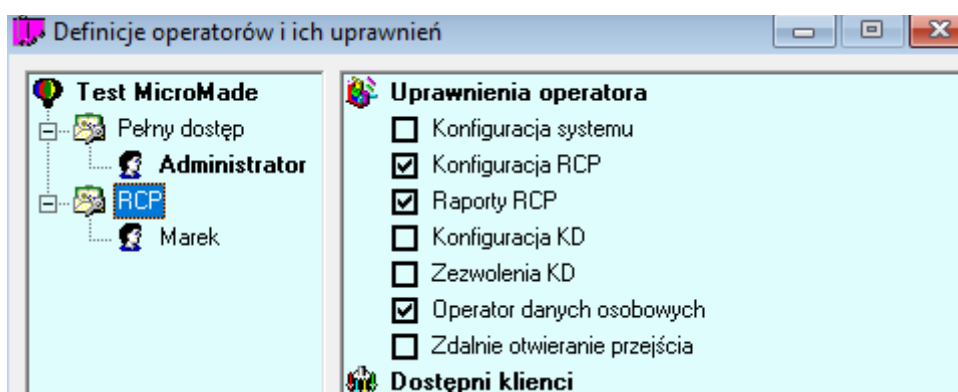 Definicje operatorów i ich uprawnień
Test MicroMade
Pełny dostęp
Administrator
RCP
Marek
Uprawnienia operatora
Konfiguracja systemu
Konfiguracja RCP
Raporty RCP
Konfiguracja KD
Zezwolenia KD
Operator danych osobowych
Zdalnie otwieranie przejścia
Dostępni klienci